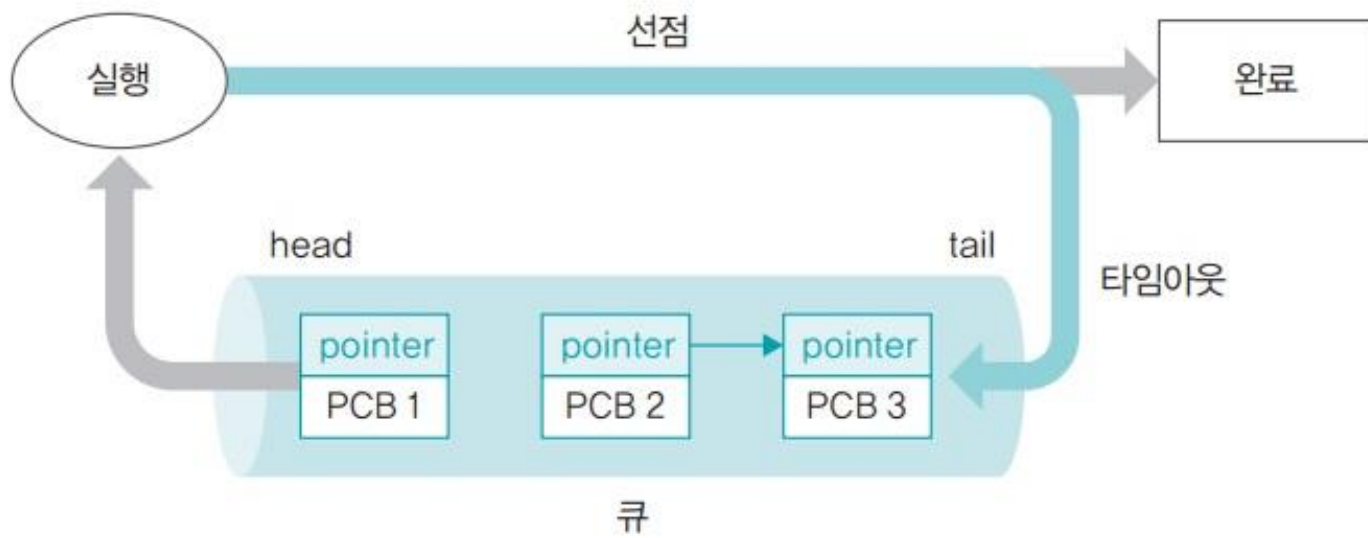 선점
실행
완료
head
tail
타임아웃
pointer
pointer
pointer
PCB 1
PCB 2
PCB 3
큐